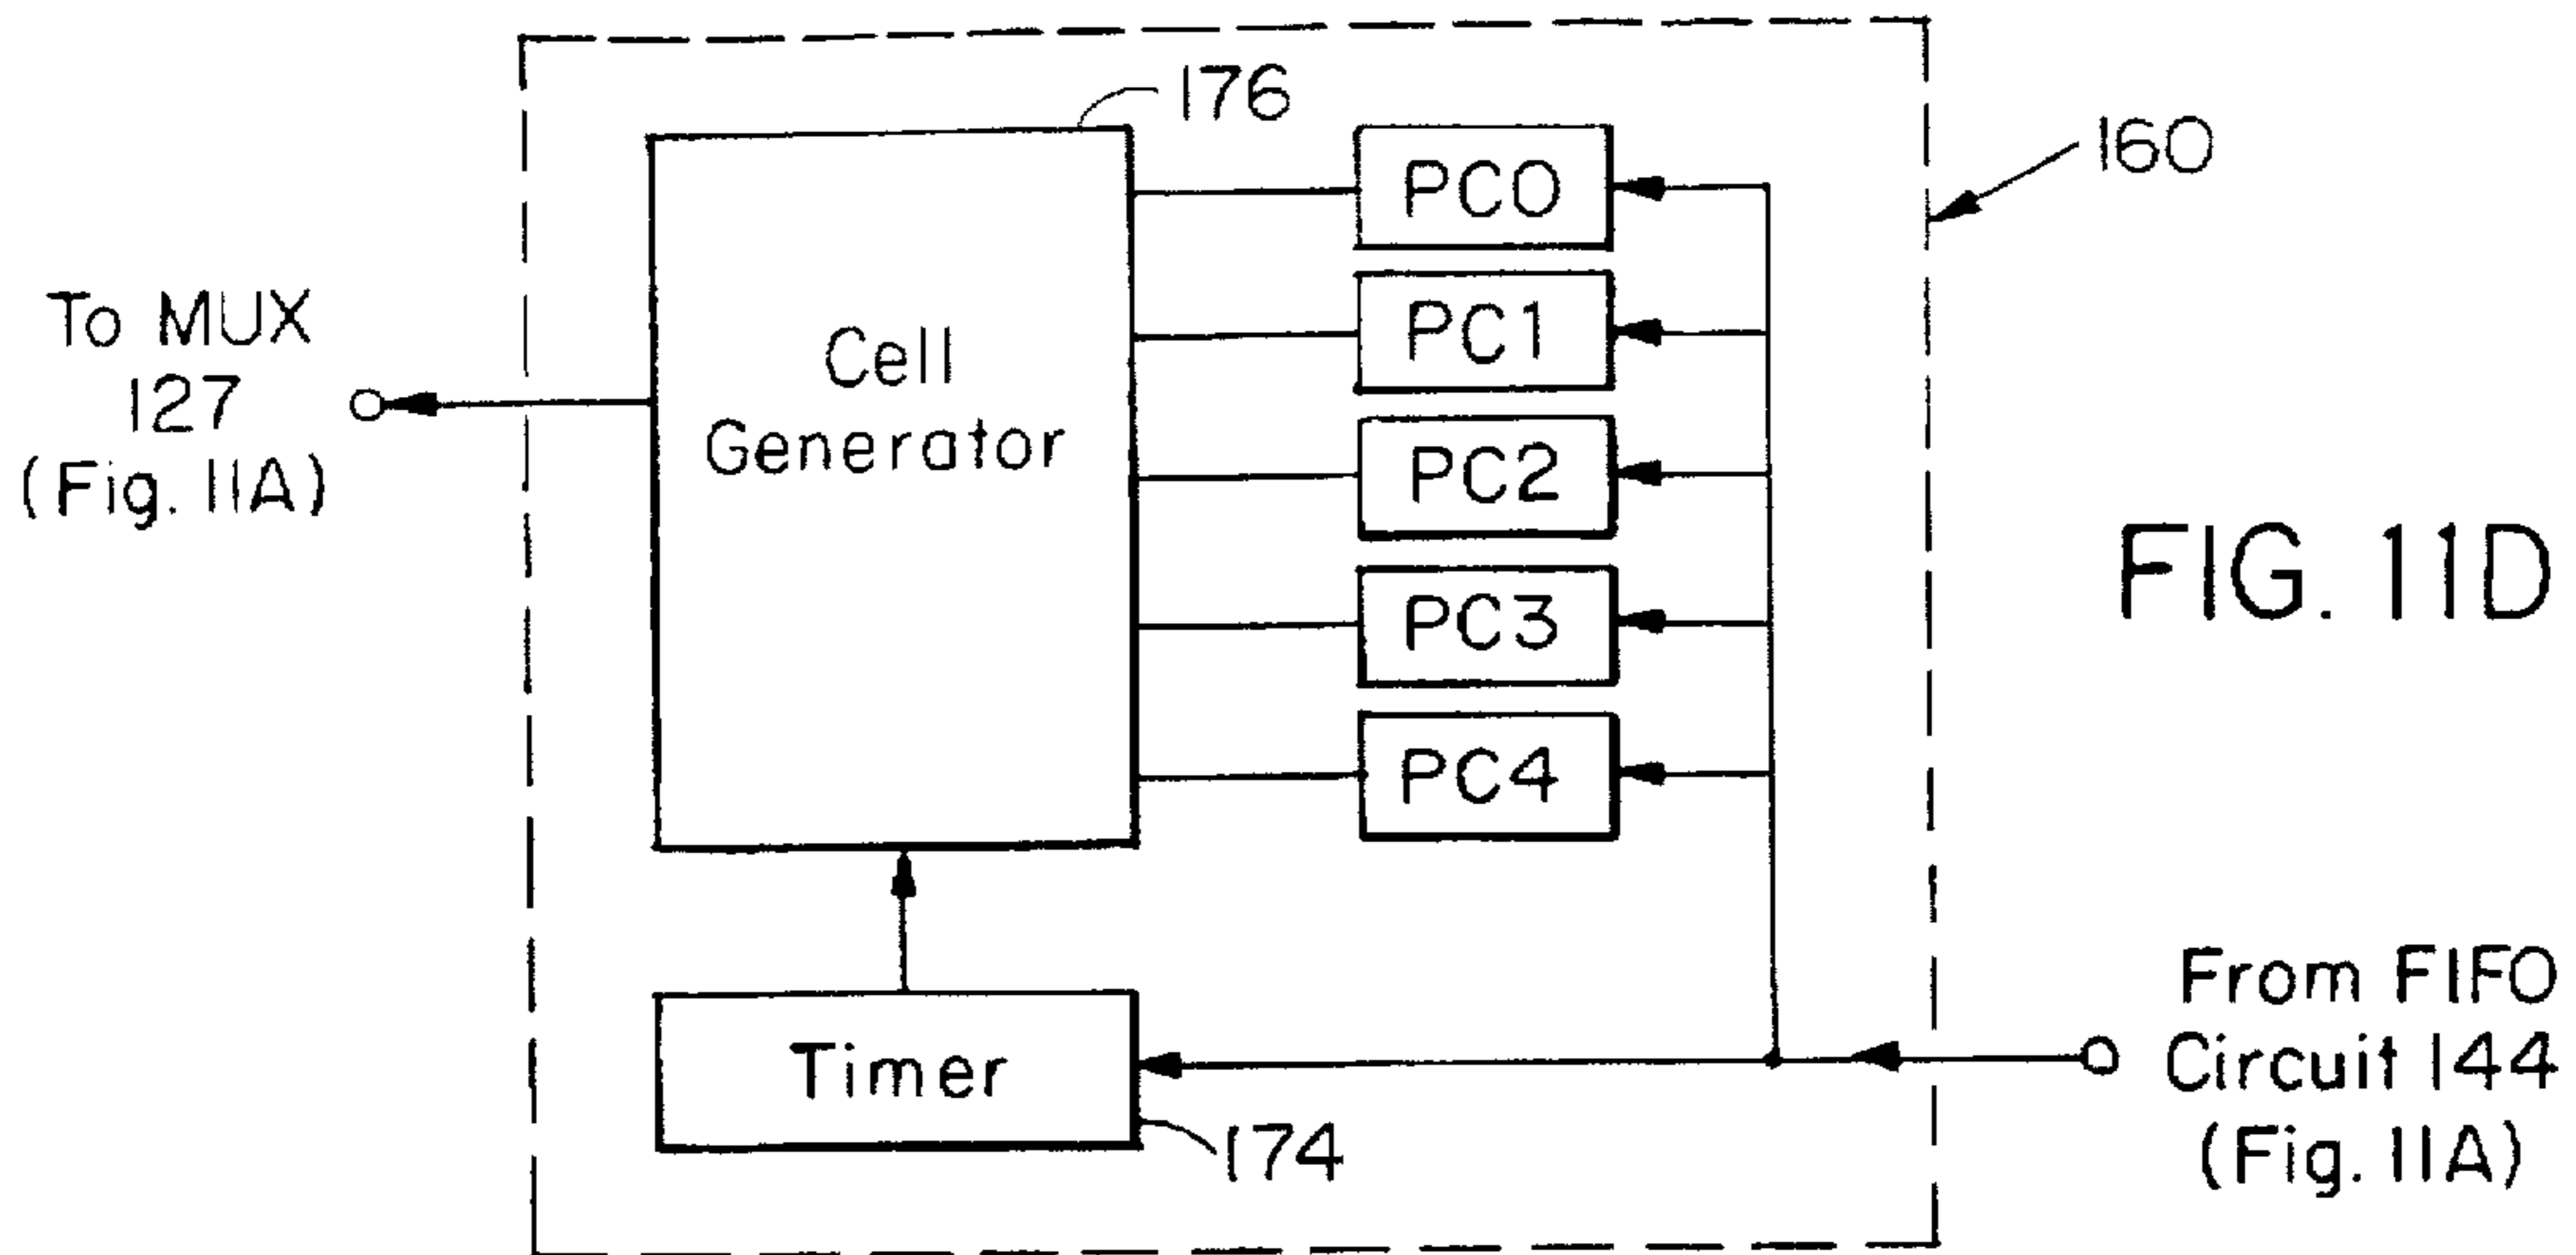 176
160
To MUX
127
(Fig. 11A)
Cell
Generator
PC0
PC1
PC2
PC3
PC4
FIG. 11D
Timer
174
From FIFO
Circuit 144
(Fig. 11A)